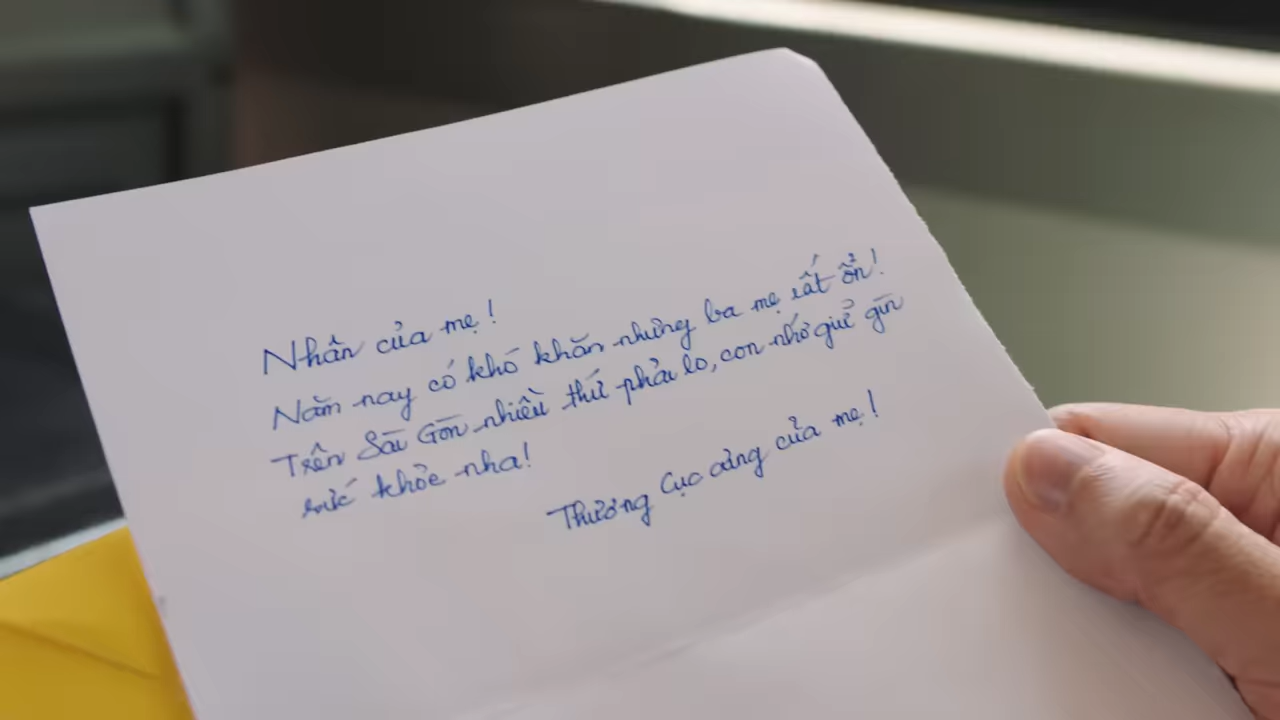 Nhân của mẹ!
Năm nay có khó khăn nhưng ba mẹ rất ổn!
Trên Sài Gòn nhiều thứ phải lo, con nhớ giữ gìn
sức khỏe nha!
Thương Cục cưng của mẹ!